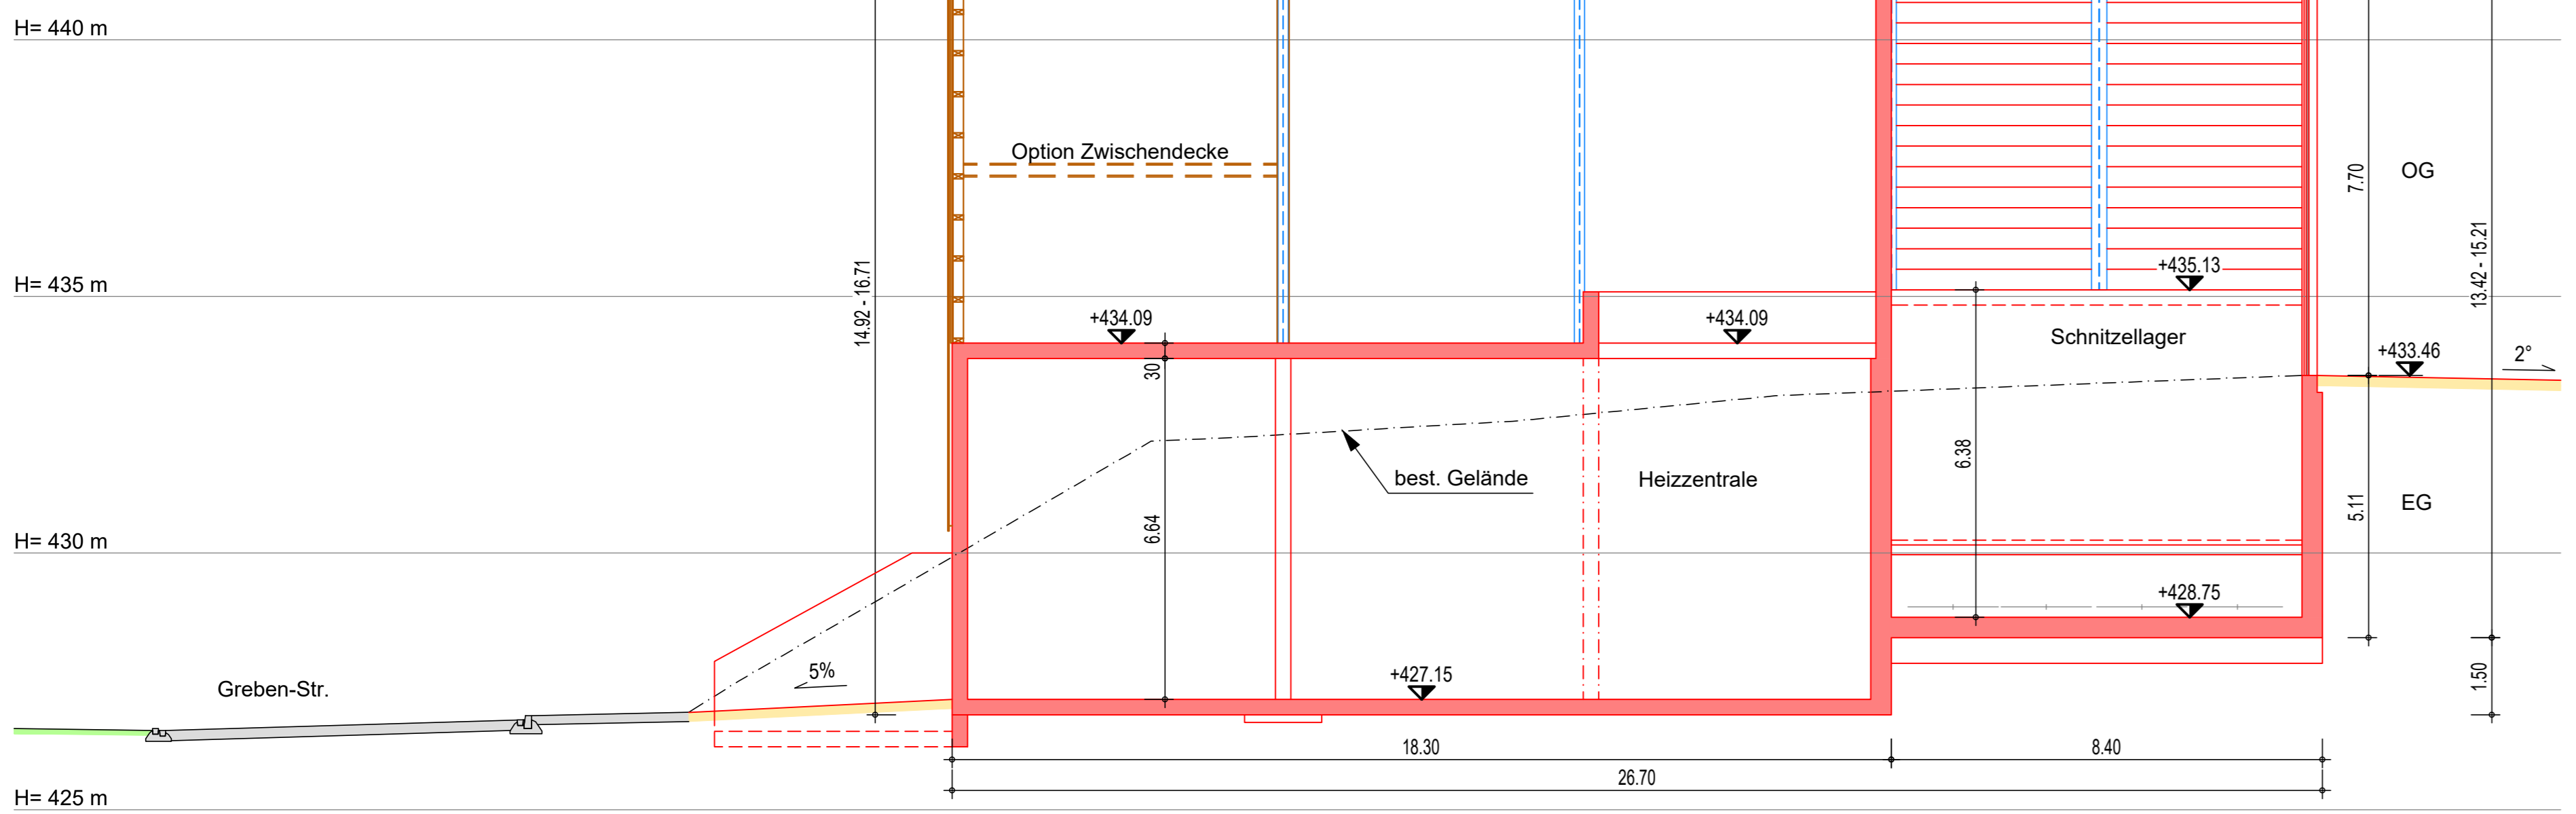 H= 440 m
Option Zwischendecke
OG
7.70
13.42 - 15.21
14.92 - 16.71
H= 435 m
+435.13
+434.09
+434.09
Schnitzellager
+433.46
2°
30
6.38
best. Gelände
Heizzentrale
EG
5.11
6.64
H= 430 m
+428.75
5%
+427.15
Greben-Str.
1.50
18.30
8.40
26.70
H= 425 m